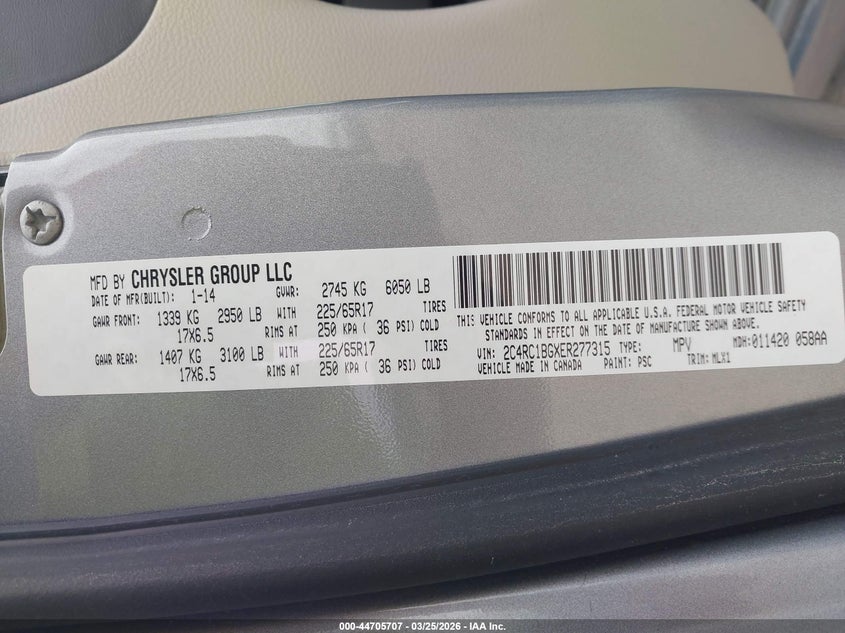 MFD BY CHRYSLER GROUP LLC
DATE OF MFR(BUILT): 1-14 GVWR: 2745 KG 6050 LB
GAWR FRONT: 1339 KG 2950 LB WITH 225/65R17 TIRES
17X6.5 RIMS AT 250 KPA ( 36 PSI) COLD
GAWR REAR: 1407 KG 3100 LB WITH 225/65R17 TIRES
17X6.5 RIMS AT 250 KPA ( 36 PSI) COLD
THIS VEHICLE CONFORMS TO ALL APPLICABLE U.S.A. FEDERAL MOTOR VEHICLE SAFETY
STANDARDS IN EFFECT ON THE DATE OF MANUFACTURE SHOWN ABOVE.
VIN: 2C4RC1BGXER277315 TYPE: MPV MDH:011420 058AA
VEHICLE MADE IN CANADA PAINT: PSC TRIM: MLX1
000-44705707 - 03/25/2026 - IAA Inc.